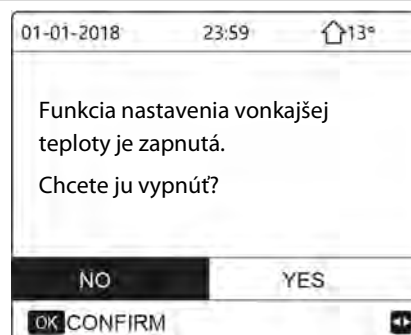 01-01-2018 23:59 13°
Funkcia nastavenia vonkajšej
teploty je zapnutá.
Chcete ju vypnúť?
NO YES
OK CONFIRM